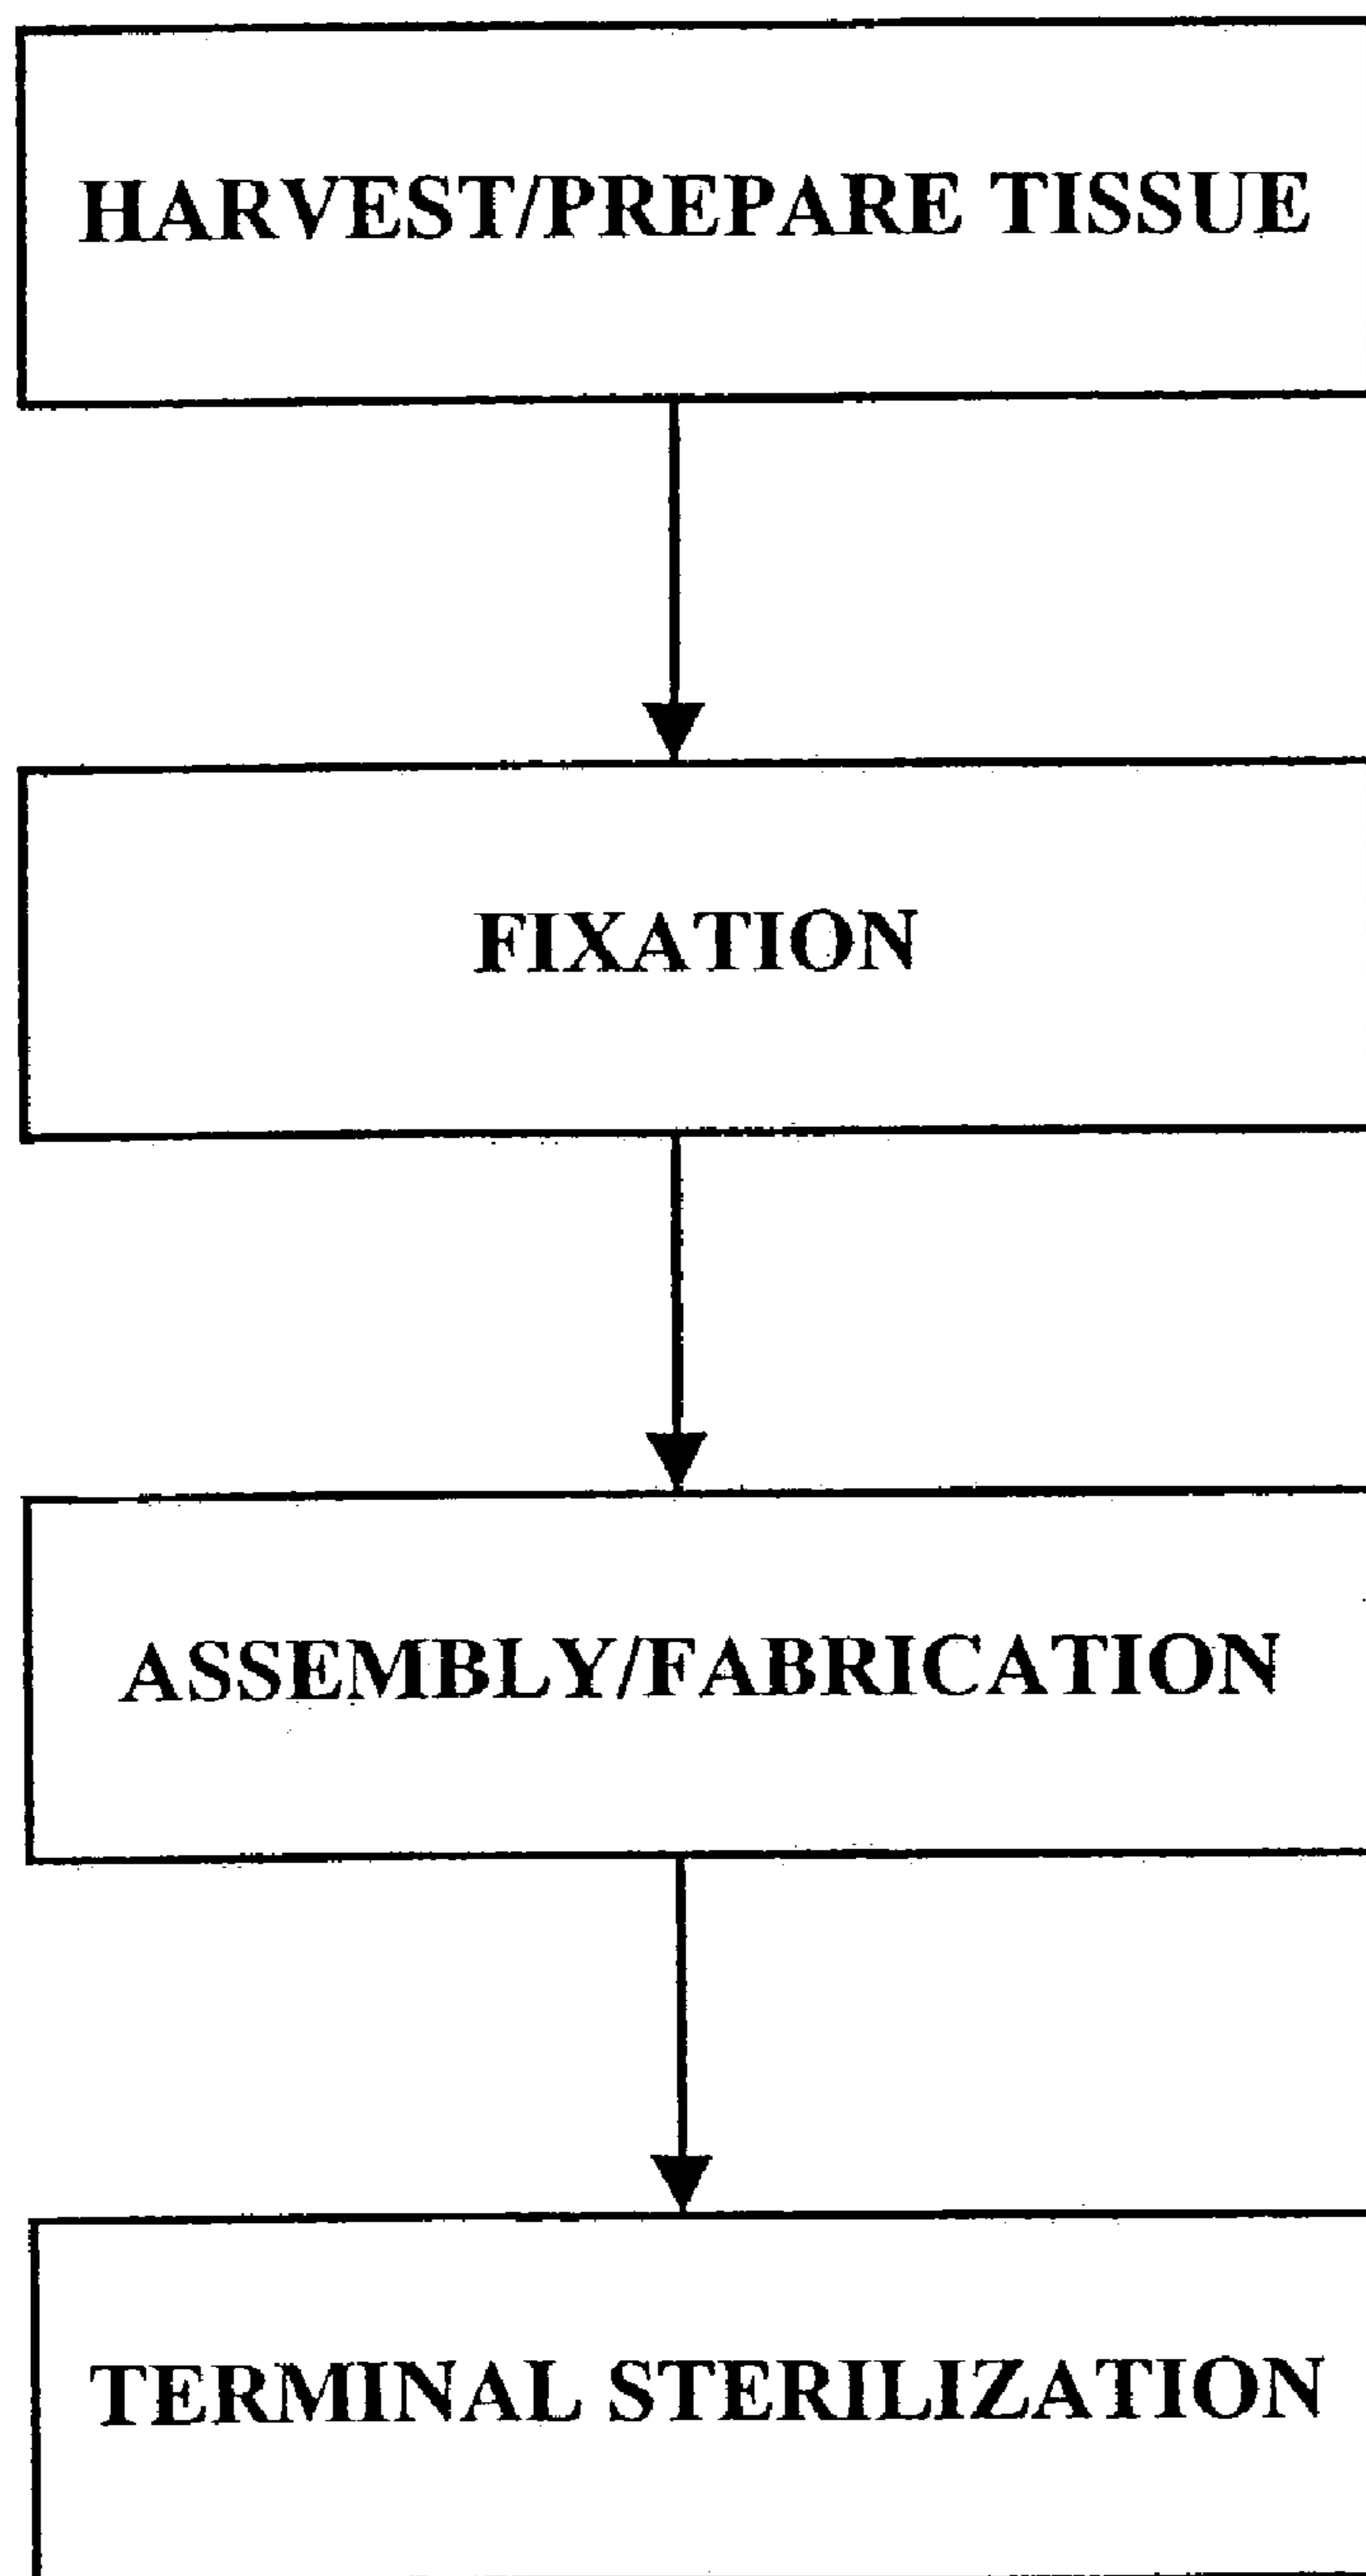 HARVEST/PREPARE TISSUE
FIXATION
ASSEMBLY/FABRICATION
TERMINAL STERILIZATION